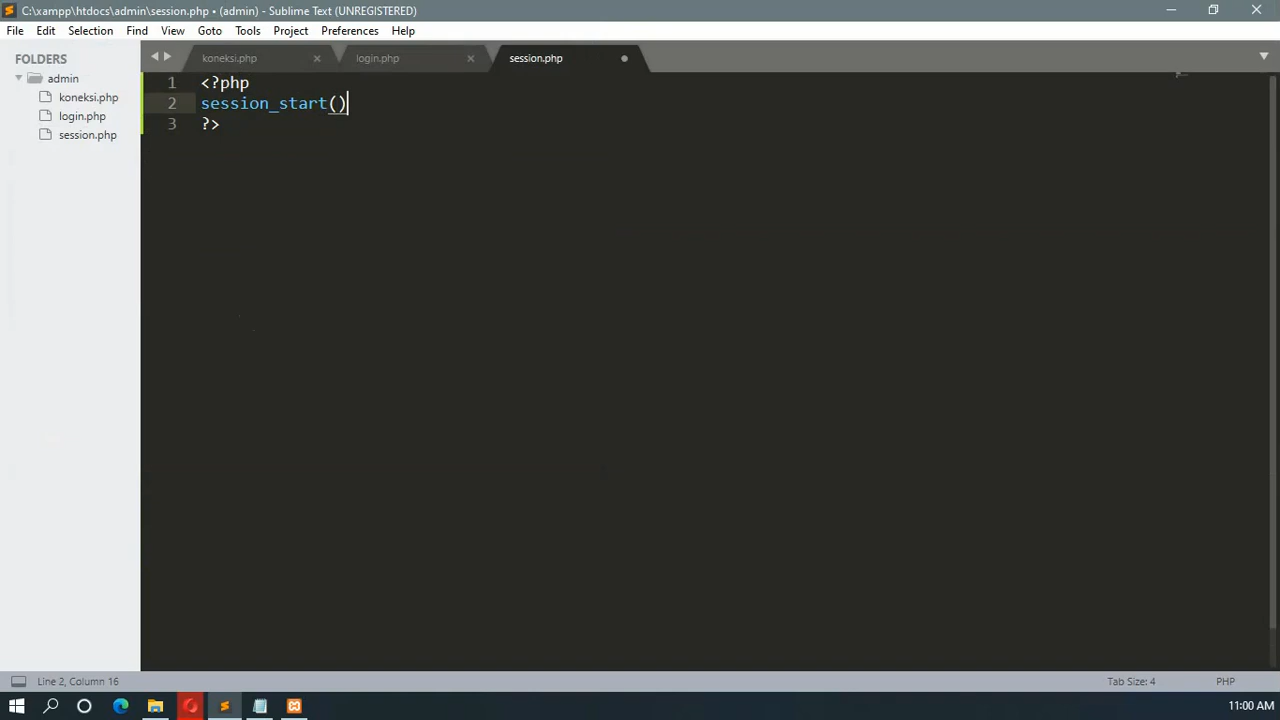 C:\xampp\htdocs\admin\session.php • (admin) - Sublime Text (UNREGISTERED)
File Edit Selection Find View Goto Tools Project Preferences Help
FOLDERS
admin
koneksi.php
login.php
session.php
koneksi.php login.php session.php
1 <?php
2 session_start()
3 ?>
Line 2, Column 16 Tab Size: 4 PHP
11:00 AM